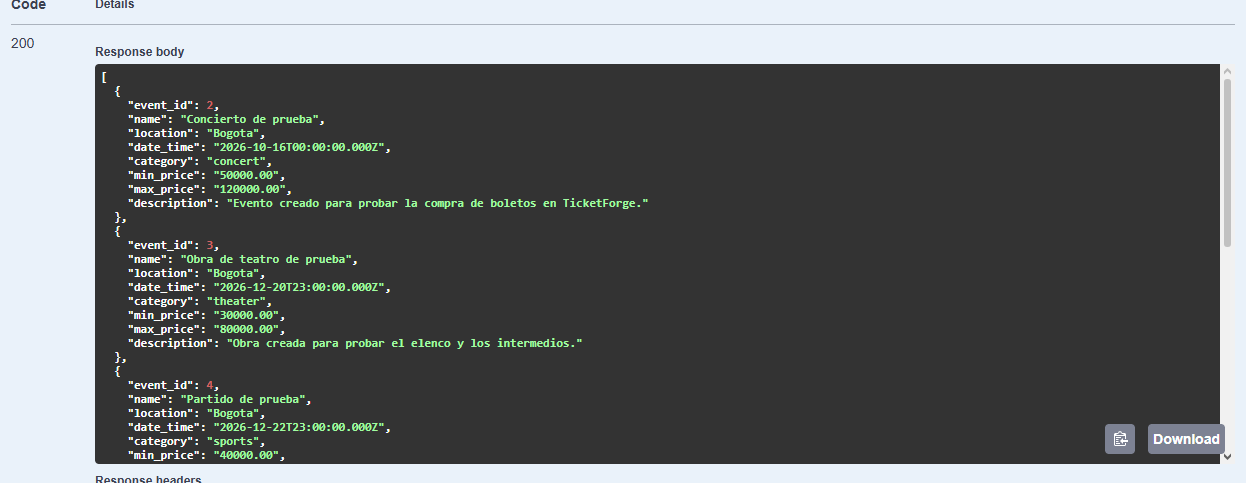 Code Details
200
Response body
[
  {
    "event_id": 2,
    "name": "Concierto de prueba",
    "location": "Bogota",
    "date_time": "2026-10-16T00:00:00.000Z",
    "category": "concert",
    "min_price": "50000.00",
    "max_price": "120000.00",
    "description": "Evento creado para probar la compra de boletos en TicketForge."
  },
  {
    "event_id": 3,
    "name": "Obra de teatro de prueba",
    "location": "Bogota",
    "date_time": "2026-12-20T23:00:00.000Z",
    "category": "theater",
    "min_price": "30000.00",
    "max_price": "80000.00",
    "description": "Obra creada para probar el elenco y los intermedios."
  },
  {
    "event_id": 4,
    "name": "Partido de prueba",
    "location": "Bogota",
    "date_time": "2026-12-22T23:00:00.000Z",
    "category": "sports",
    "min_price": "40000.00",
Download
Response headers